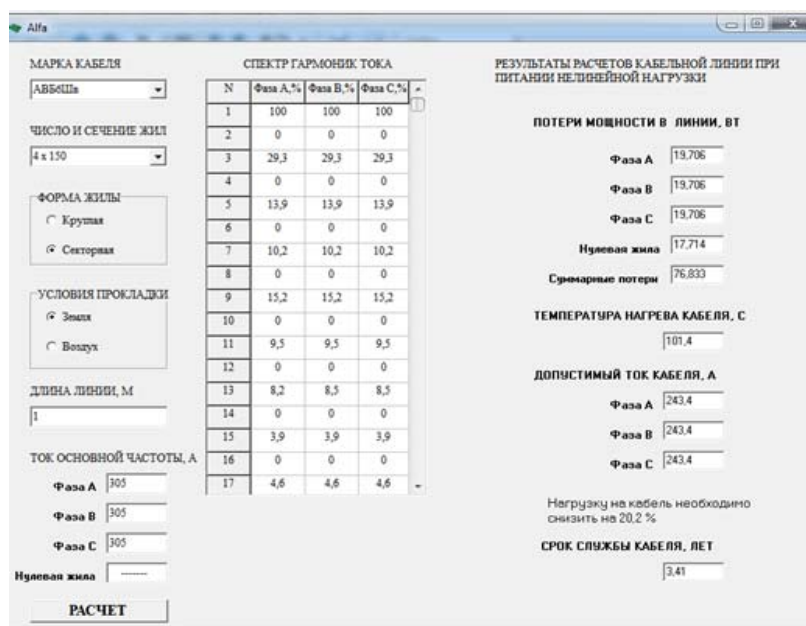 Alfa
МАРКА КАБЕЛЯ
АВБбШв
ЧИСЛО И СЕЧЕНИЕ ЖИЛ
4 х 150
ФОРМА ЖИЛЫ
Круглая
Секторная
УСЛОВИЯ ПРОКЛАДКИ
Земля
Воздух
ДЛИНА ЛИНИИ, М
1
ТОК ОСНОВНОЙ ЧАСТОТЫ, А
Фаза А 305
Фаза В 305
Фаза С 305
Нулевая жила -------
РАСЧЕТ
СПЕКТР ГАРМОНИК ТОКА
N Фаза А,% Фаза В,% Фаза С,%
1 100 100 100
2 0 0 0
3 29,3 29,3 29,3
4 0 0 0
5 13,9 13,9 13,9
6 0 0 0
7 10,2 10,2 10,2
8 0 0 0
9 15,2 15,2 15,2
10 0 0 0
11 9,5 9,5 9,5
12 0 0 0
13 8,2 8,5 8,5
14 0 0 0
15 3,9 3,9 3,9
16 0 0 0
17 4,6 4,6 4,6
РЕЗУЛЬТАТЫ РАСЧЕТОВ КАБЕЛЬНОЙ ЛИНИИ ПРИ
ПИТАНИИ НЕЛИНЕЙНОЙ НАГРУЗКИ
ПОТЕРИ МОЩНОСТИ В ЛИНИИ, ВТ
Фаза А 19,706
Фаза В 19,706
Фаза С 19,706
Нулевая жила 17,714
Суммарные потери 76,833
ТЕМПЕРАТУРА НАГРЕВА КАБЕЛЯ, С
101,4
ДОПУСТИМЫЙ ТОК КАБЕЛЯ, А
Фаза А 243,4
Фаза В 243,4
Фаза С 243,4
Нагрузку на кабель необходимо
снизить на 20,2 %
СРОК СЛУЖБЫ КАБЕЛЯ, ЛЕТ
3,41